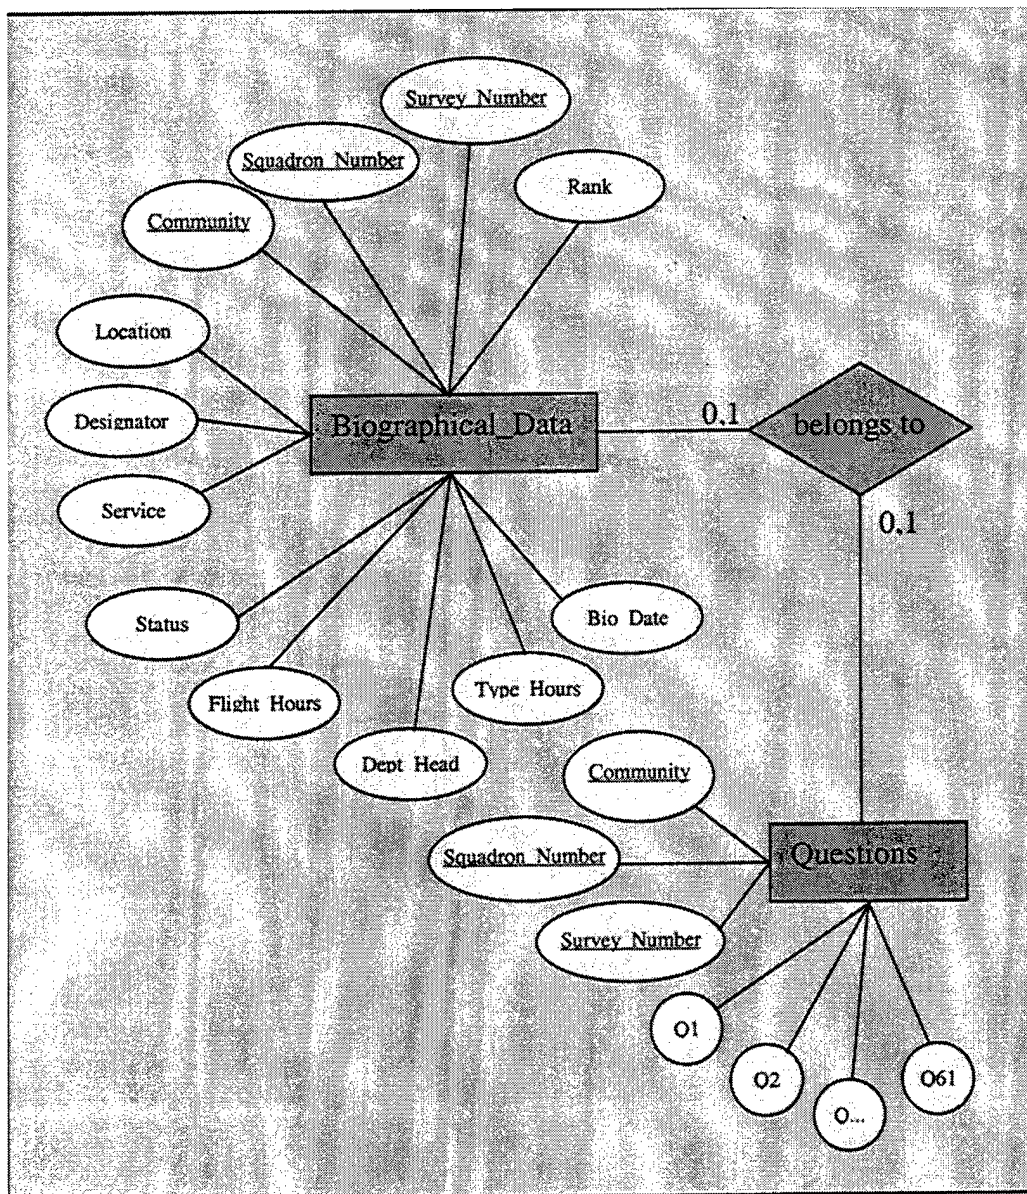 Survey Number
Squadron Number
Rank
Community
Location
Designator
Biographical_Data
0,1
belongs to
Service
0,1
Status
Bio Date
Flight Hours
Type Hours
Dept Head
Community
Squadron Number
Questions
Survey Number
Q1
Q2
Q61
Q...